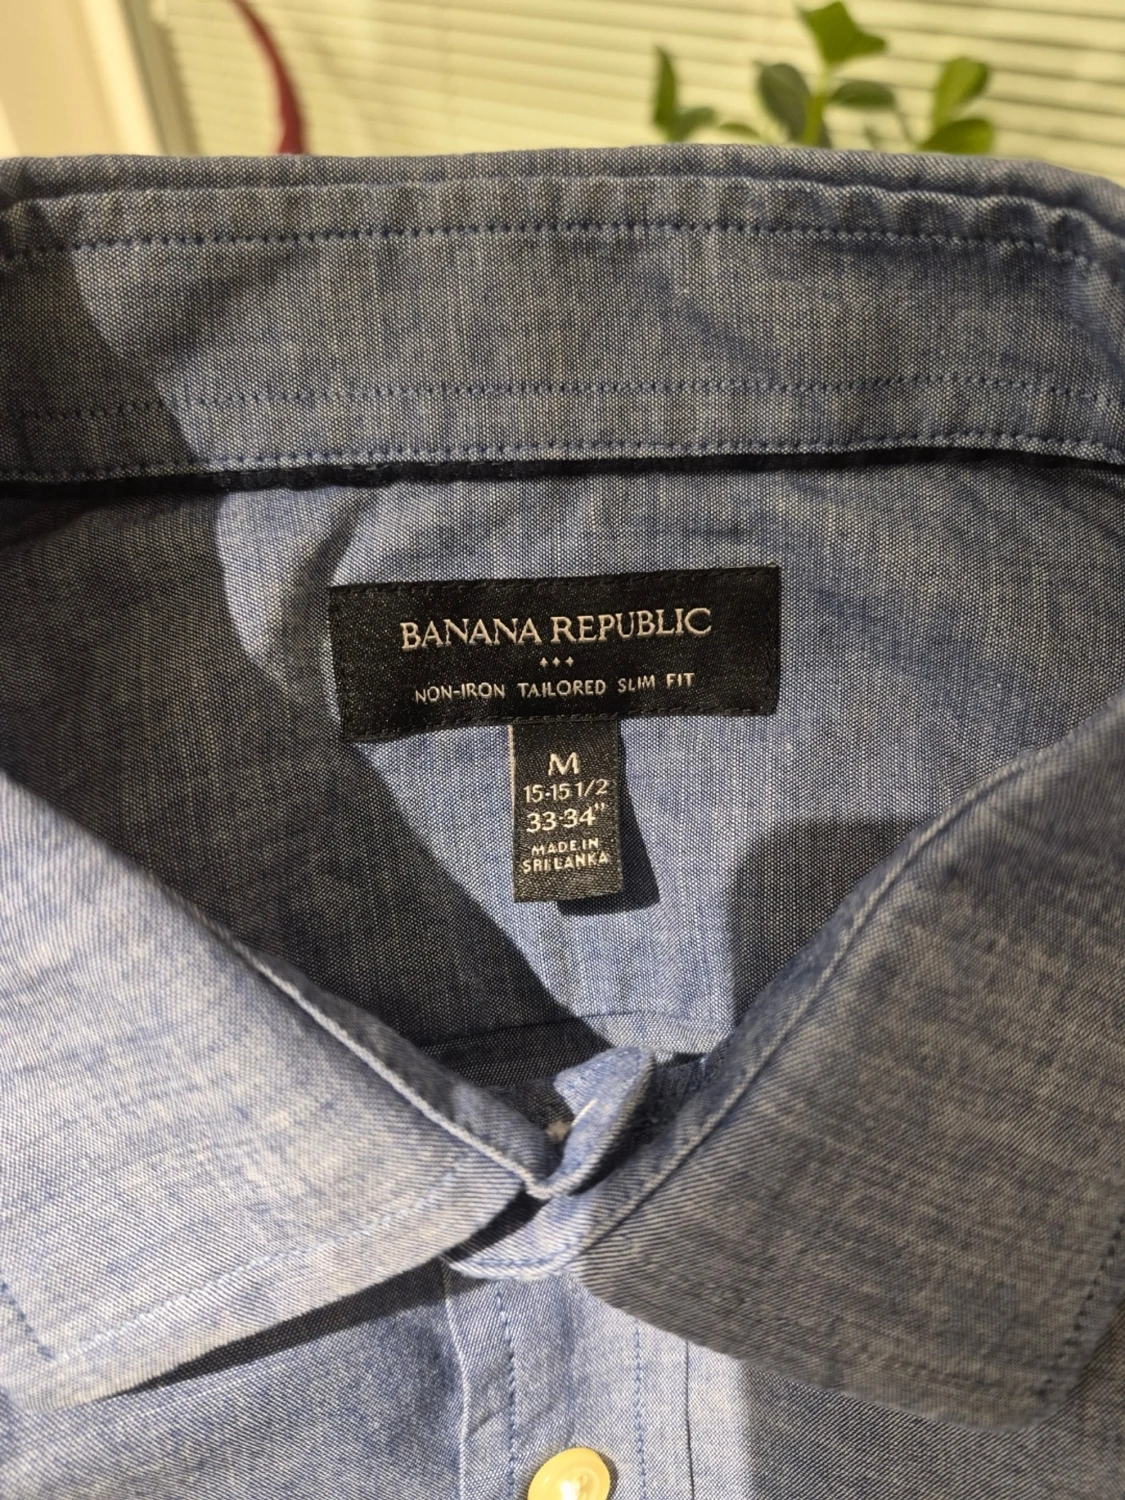 BANANA REPUBLIC
NON-IRON TAILORED SLIM FIT
M
15-15 1/2
33-34"
MADE IN
SRI LANKA